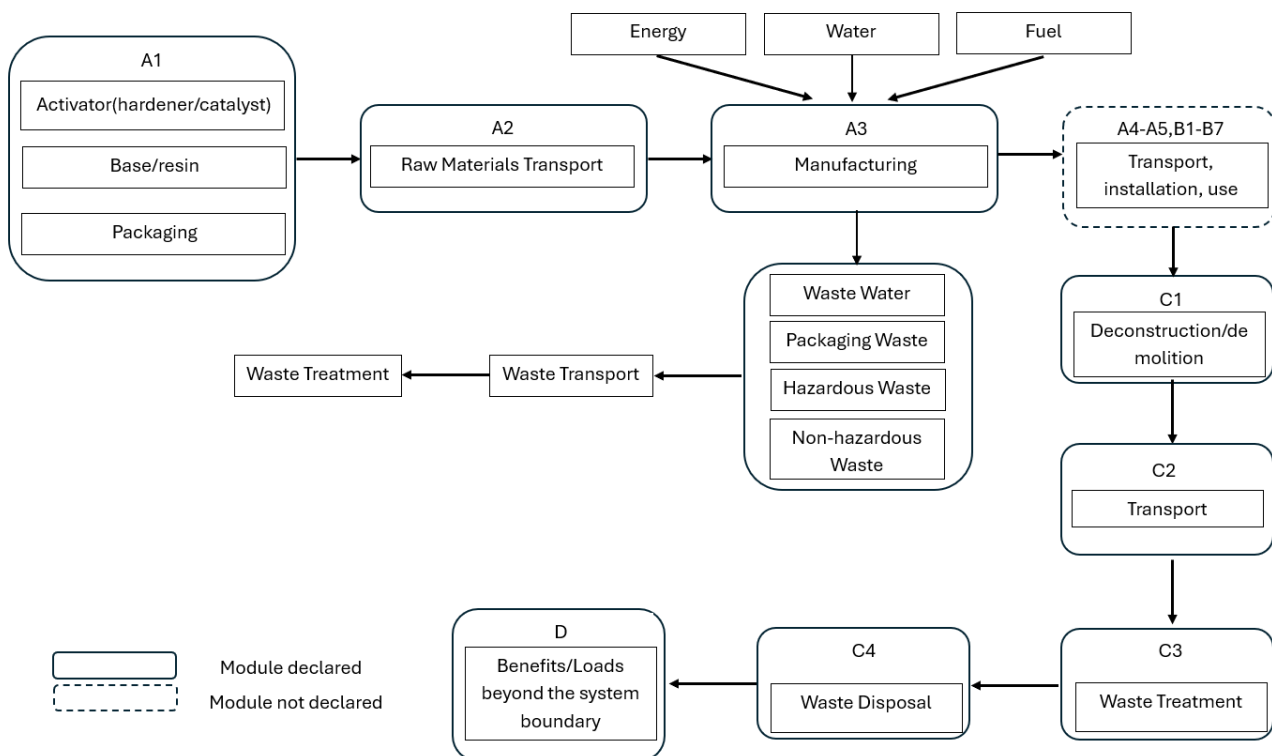 Energy
Water
Fuel
A1
Activator(hardener/catalyst)
Base/resin
Packaging
A2
Raw Materials Transport
A3
Manufacturing
A4-A5,B1-B7
Transport,
installation, use
Waste Water
Packaging Waste
Hazardous Waste
Non-hazardous
Waste
Waste Transport
Waste Treatment
C1
Deconstruction/de
molition
C2
Transport
C3
Waste Treatment
C4
Waste Disposal
D
Benefits/Loads
beyond the system
boundary
Module declared
Module not declared